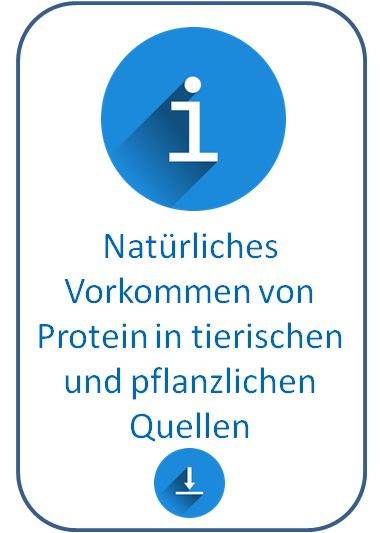 i
Natürliches
Vorkommen von
Protein in tierischen
und pflanzlichen
Quellen